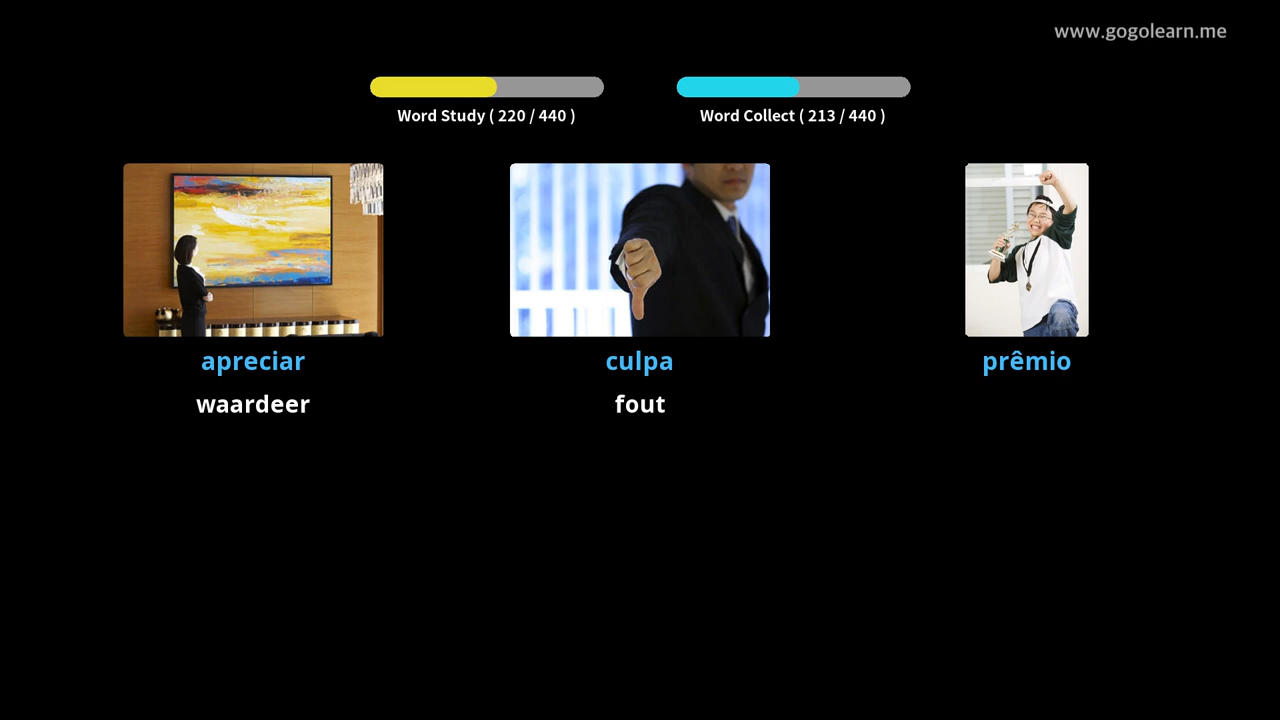 www.gogolearn.me
Word Study ( 220 / 440 )
Word Collect ( 213 / 440 )
apreciar
culpa
prêmio
waardeer
fout